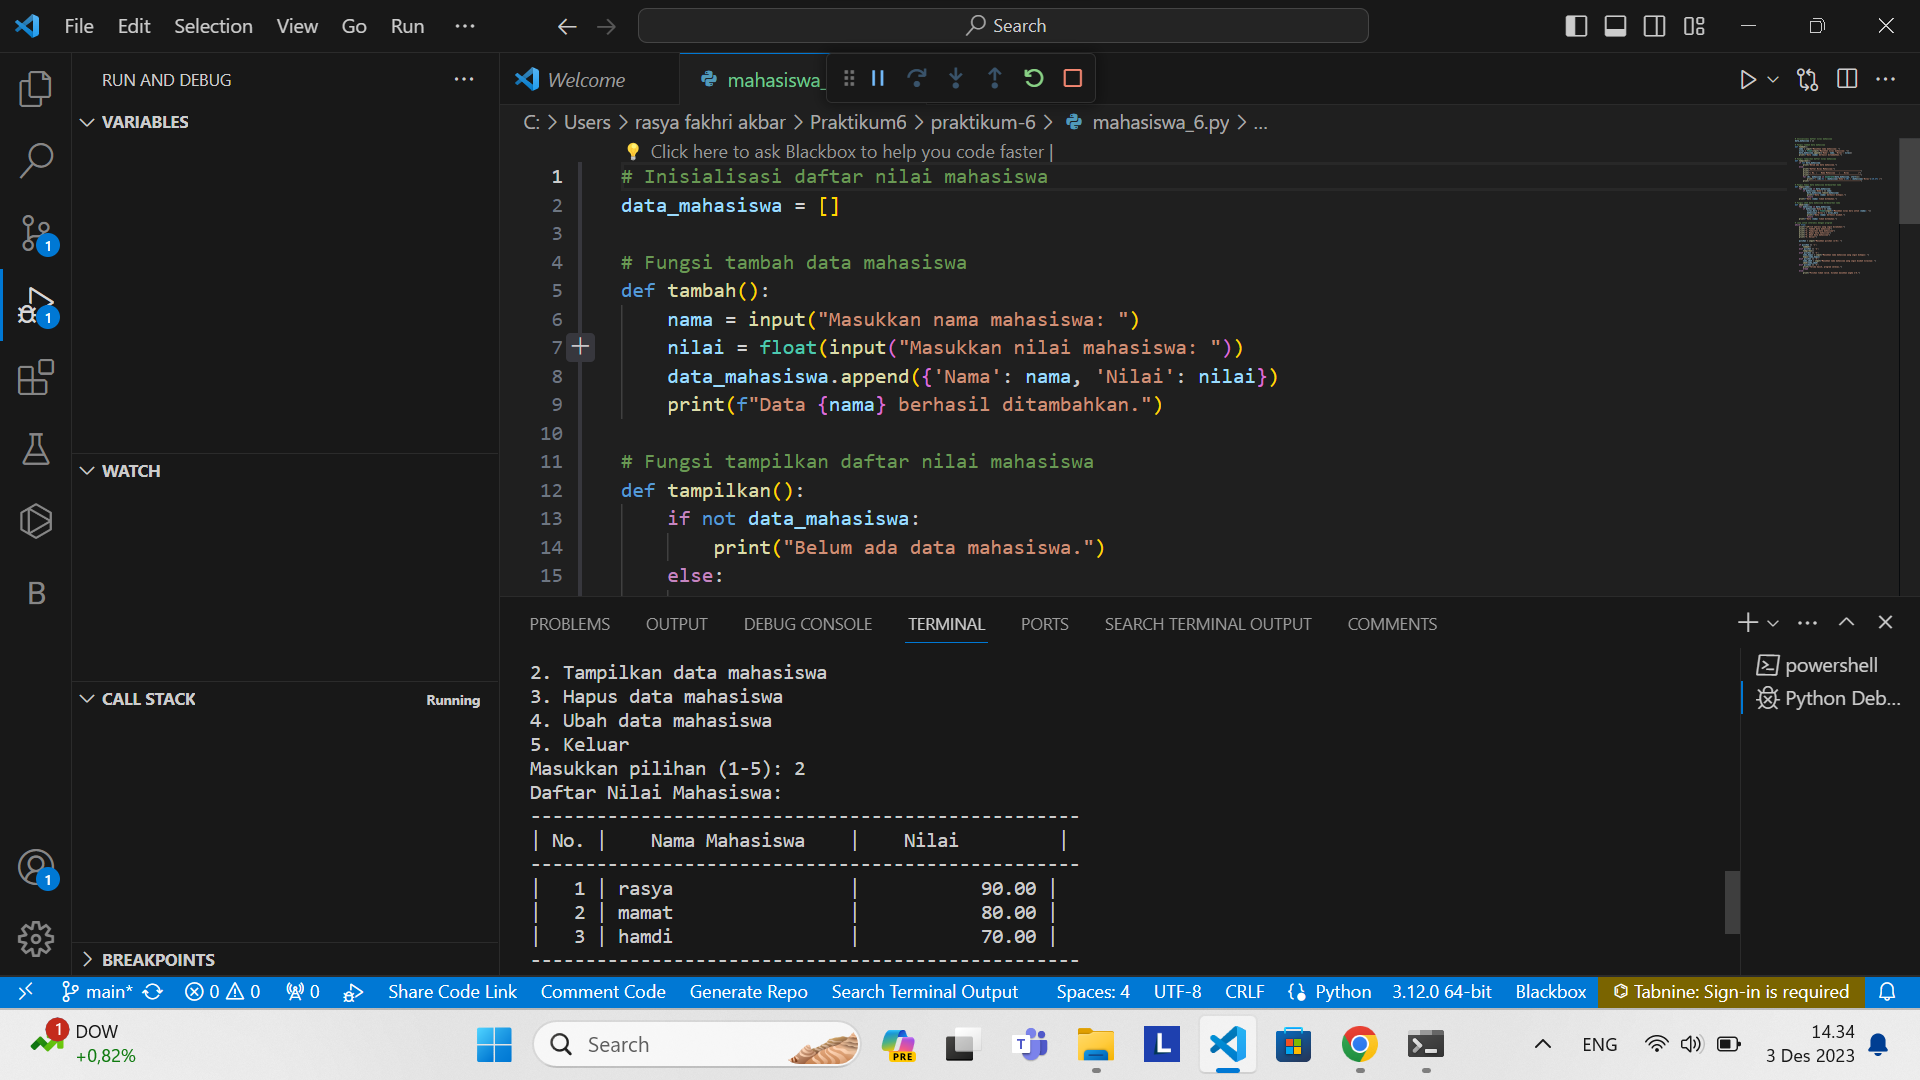 File Edit Selection View Go Run ···
Search
RUN AND DEBUG ···
VARIABLES
WATCH
CALL STACK Running
BREAKPOINTS
1
1
B
1
Welcome
mahasiswa_
C: > Users > rasya fakhri akbar > Praktikum6 > praktikum-6 > mahasiswa_6.py > ...
Click here to ask Blackbox to help you code faster |
1 # Inisialisasi daftar nilai mahasiswa
2 data_mahasiswa = []
3
4 # Fungsi tambah data mahasiswa
5 def tambah():
6 nama = input("Masukkan nama mahasiswa: ")
7 nilai = float(input("Masukkan nilai mahasiswa: "))
8 data_mahasiswa.append({'Nama': nama, 'Nilai': nilai})
9 print(f"Data {nama} berhasil ditambahkan.")
10
11 # Fungsi tampilkan daftar nilai mahasiswa
12 def tampilkan():
13 if not data_mahasiswa:
14 print("Belum ada data mahasiswa.")
15 else:
PROBLEMS OUTPUT DEBUG CONSOLE TERMINAL PORTS SEARCH TERMINAL OUTPUT COMMENTS
2. Tampilkan data mahasiswa
3. Hapus data mahasiswa
4. Ubah data mahasiswa
5. Keluar
Masukkan pilihan (1-5): 2
Daftar Nilai Mahasiswa:
--------------------------------------------------
| No. | Nama Mahasiswa | Nilai |
--------------------------------------------------
| 1 | rasya | 90.00 |
| 2 | mamat | 80.00 |
| 3 | hamdi | 70.00 |
--------------------------------------------------
powershell
Python Deb...
main* 0 0 0 Share Code Link Comment Code Generate Repo Search Terminal Output Spaces: 4 UTF-8 CRLF Python 3.12.0 64-bit Blackbox Tabnine: Sign-in is required
1 DOW
+0,82%
Search
PRE
T
L
ENG
14.34
3 Des 2023